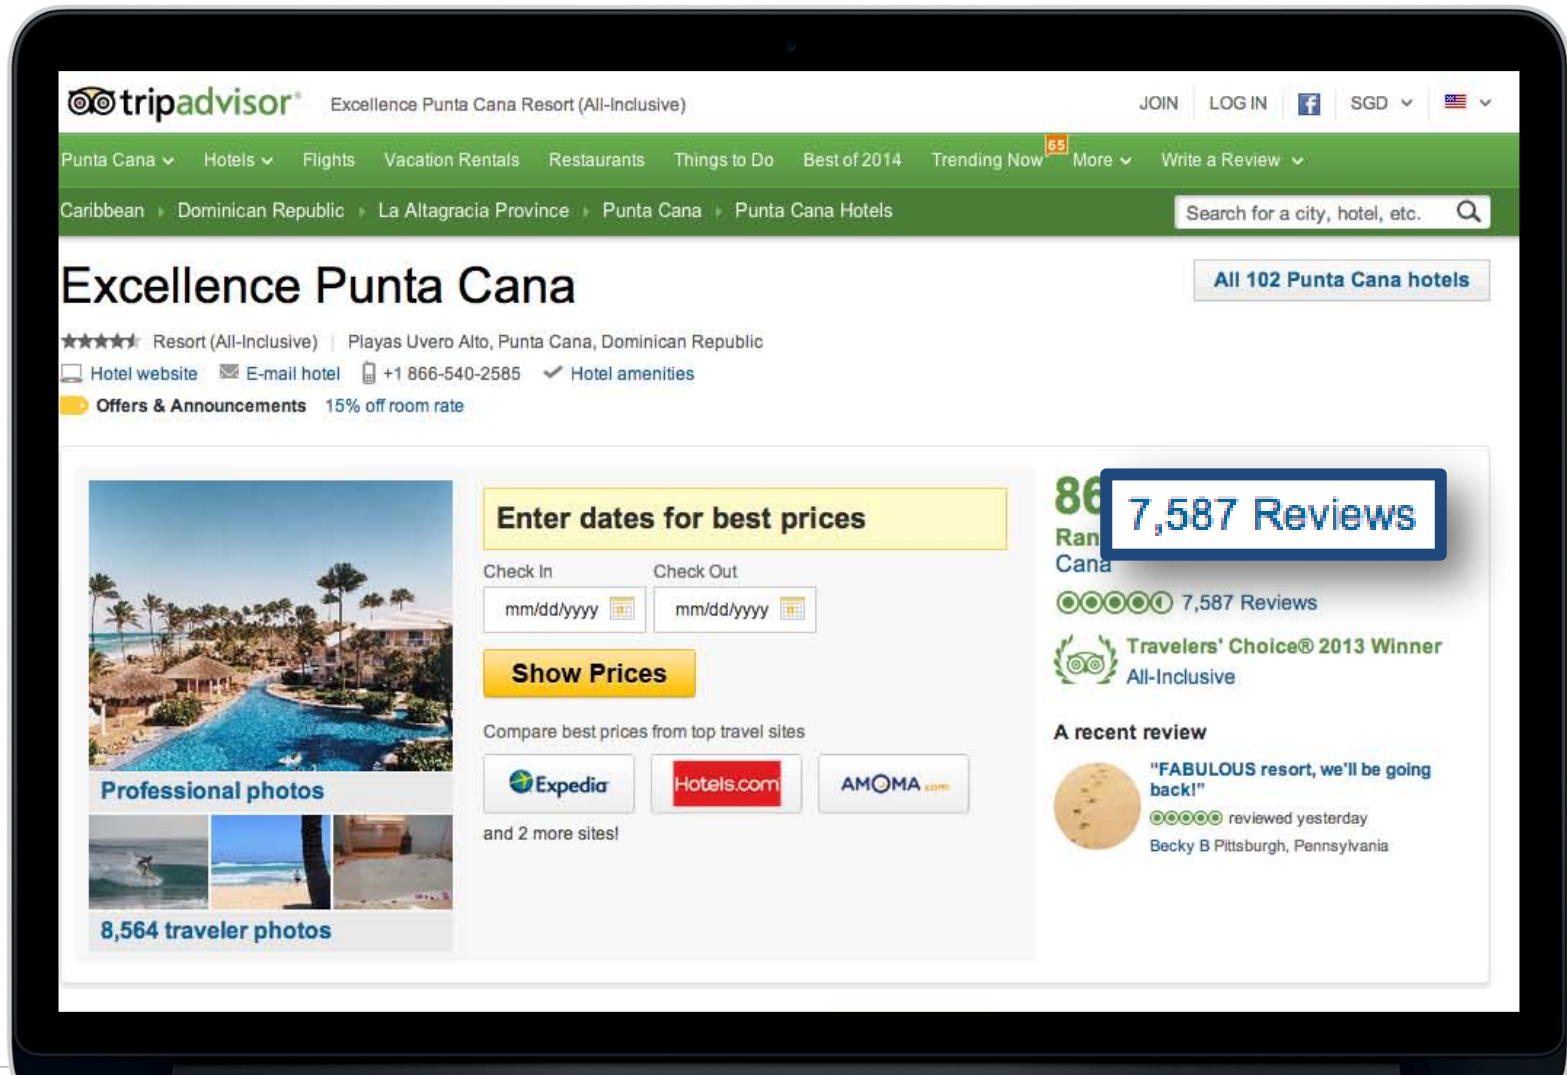 tripadvisor® Excellence Punta Cana Resort (All-Inclusive) JOIN LOG IN f SGD
Punta Cana Hotels Flights Vacation Rentals Restaurants Things to Do Best of 2014 Trending Now 65 More Write a Review
Caribbean Dominican Republic La Altagracia Province Punta Cana Punta Cana Hotels Search for a city, hotel, etc.
Excellence Punta Cana
All 102 Punta Cana hotels
Resort (All-Inclusive) Playas Uvero Alto, Punta Cana, Dominican Republic
Hotel website E-mail hotel +1 866-540-2585 Hotel amenities
Offers & Announcements 15% off room rate
Professional photos
8,564 traveler photos
Enter dates for best prices
Check In Check Out
mm/dd/yyyy mm/dd/yyyy
Show Prices
Compare best prices from top travel sites
Expedia Hotels.com AMOMA.com
and 2 more sites!
86
7,587 Reviews
Cana
7,587 Reviews
Travelers' Choice® 2013 Winner
All-Inclusive
A recent review
"FABULOUS resort, we'll be going
back!"
reviewed yesterday
Becky B Pittsburgh, Pennsylvania